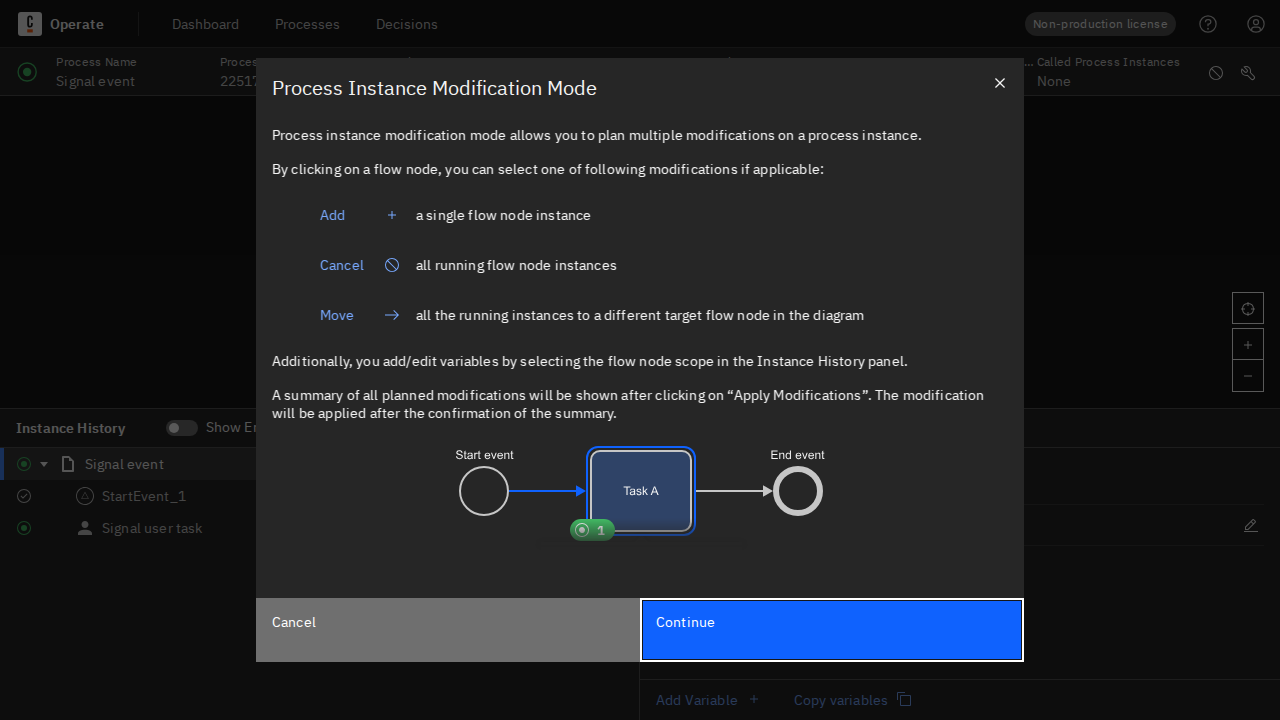 C Operate Dashboard Processes Decisions Non-production license
Process Name
Signal event
2251
Called Process Instances
None
Process Instance Modification Mode
Process instance modification mode allows you to plan multiple modifications on a process instance.
By clicking on a flow node, you can select one of following modifications if applicable:
Add + a single flow node instance
Cancel all running flow node instances
Move → all the running instances to a different target flow node in the diagram
Additionally, you add/edit variables by selecting the flow node scope in the Instance History panel.
A summary of all planned modifications will be shown after clicking on “Apply Modifications”. The modification
will be applied after the confirmation of the summary.
Start event
Task A
End event
1
Cancel
Continue
Instance History
Show
Signal event
StartEvent_1
Signal user task
Add Variable +
Copy variables